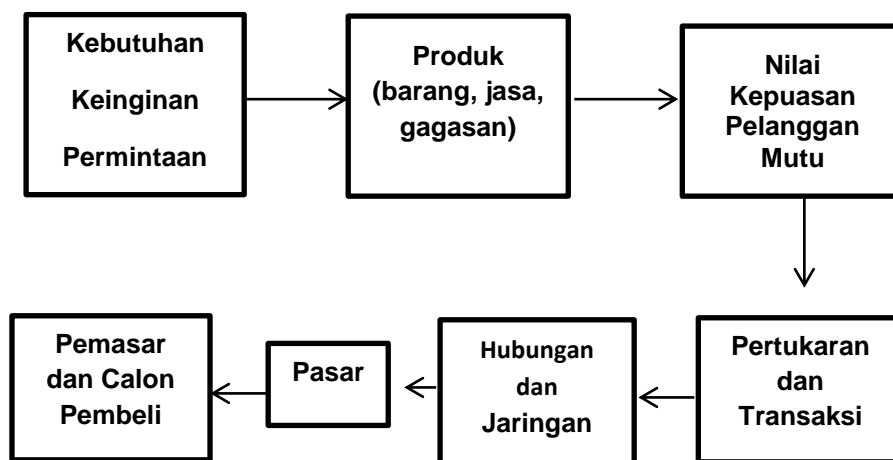 Kebutuhan
Keinginan
Permintaan
Produk
(barang, jasa,
gagasan)
Nilai
Kepuasan
Pelanggan
Mutu
Pertukaran
dan
Transaksi
Hubungan
dan
Jaringan
Pasar
Pemasar
dan Calon
Pembeli